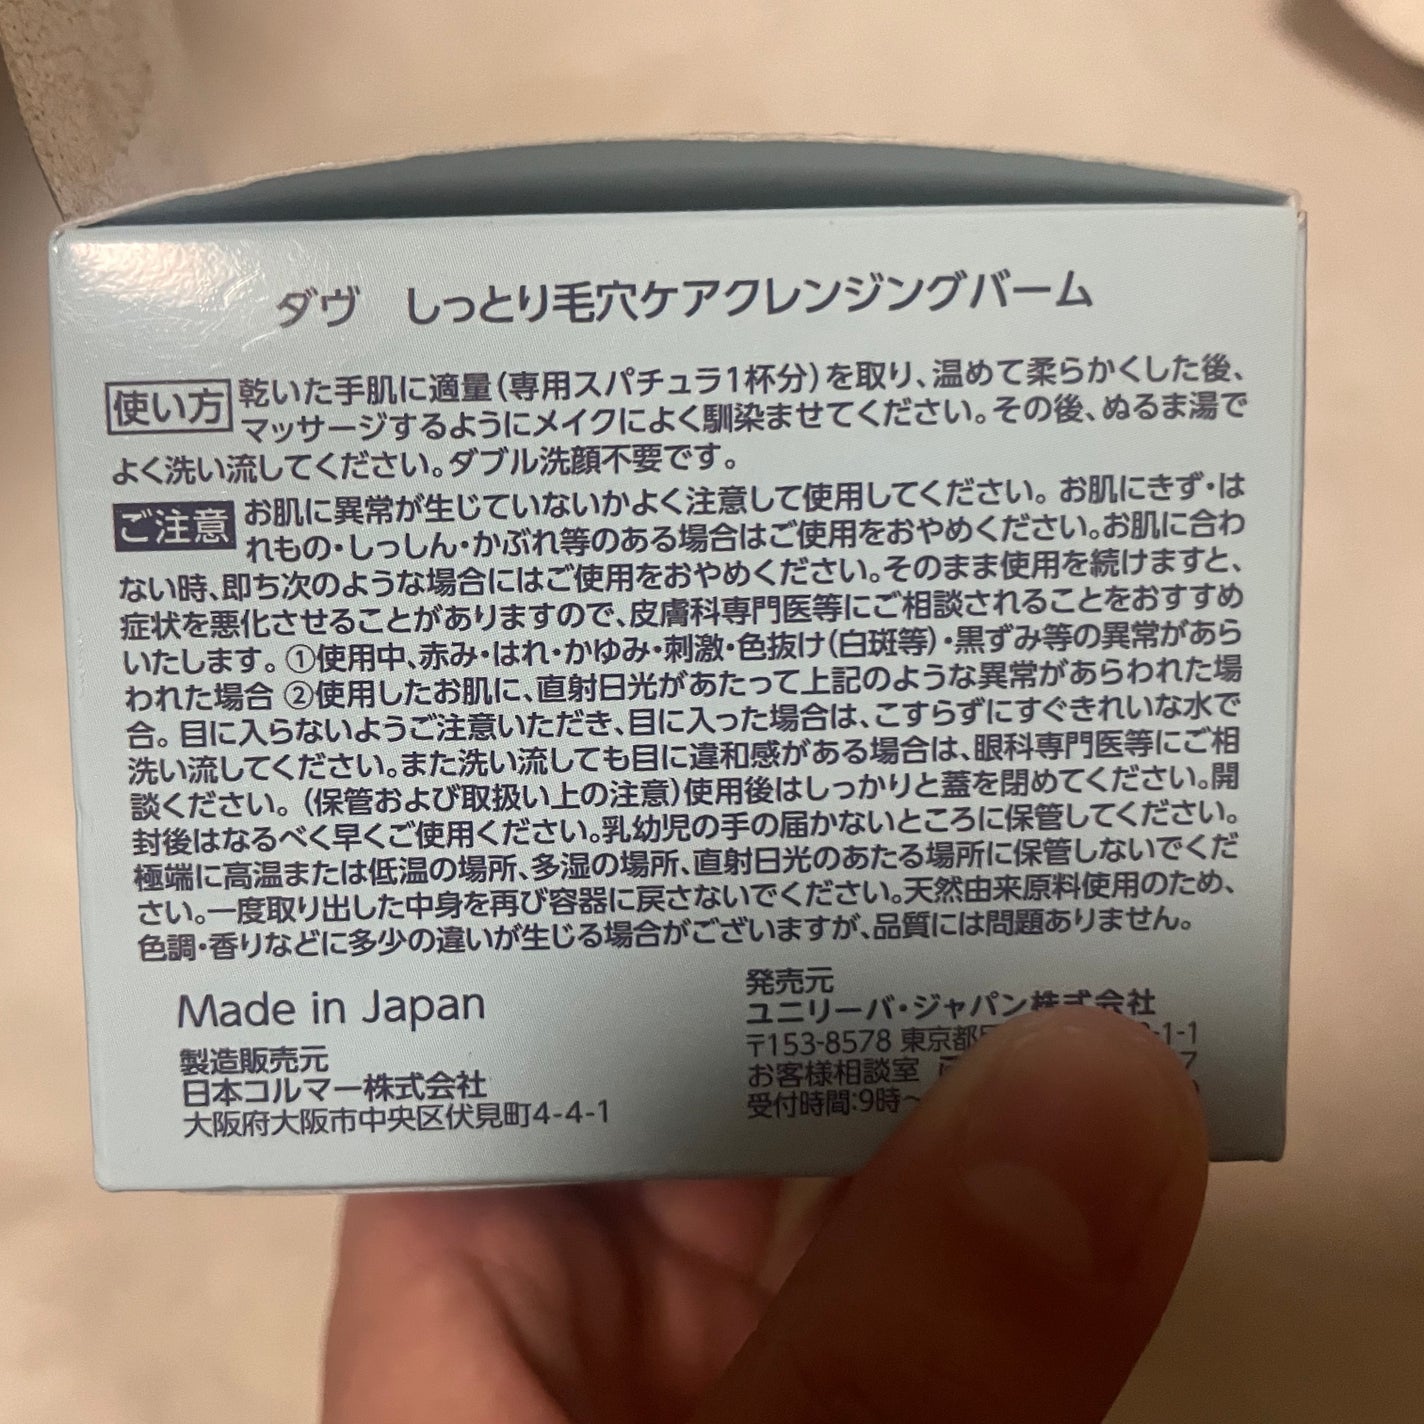 ダヴ　しっとり毛穴ケアクレンジングバーム
使い方 乾いた手肌に適量(専用スパチュラ1杯分)を取り、温めて柔らかくした後、
マッサージするようにメイクによく馴染ませてください。その後、ぬるま湯で
よく洗い流してください。ダブル洗顔不要です。
ご注意 お肌に異常が生じていないかよく注意して使用してください。お肌にきず・は
れもの・しっしん・かぶれ等のある場合はご使用をおやめください。お肌に合わ
ない時、即ち次のような場合にはご使用をおやめください。そのまま使用を続けますと、
症状を悪化させることがありますので、皮膚科専門医等にご相談されることをおすすめ
いたします。①使用中、赤み・はれ・かゆみ・刺激・色抜け(白斑等)・黒ずみ等の異常があら
われた場合 ②使用したお肌に、直射日光があたって上記のような異常があらわれた場
合。目に入らないようご注意いただき、目に入った場合は、こすらずにすぐきれいな水で
洗い流してください。また洗い流しても目に違和感がある場合は、眼科専門医等にご相
談ください。(保管および取扱い上の注意)使用後はしっかりと蓋を閉めてください。開
封後はなるべく早くご使用ください。乳幼児の手の届かないところに保管してください。
極端に高温または低温の場所、多湿の場所、直射日光のあたる場所に保管しないでくだ
さい。一度取り出した中身を再び容器に戻さないでください。天然由来原料使用のため、
色調・香りなどに多少の違いが生じる場合がございますが、品質には問題ありません。
Made in Japan
製造販売元
日本コルマー株式会社
大阪府大阪市中央区伏見町4-4-1
発売元
ユニリーバ・ジャパン株式会社
〒153-8578 東京都 -1-1
お客様相談室
受付時間:9時~